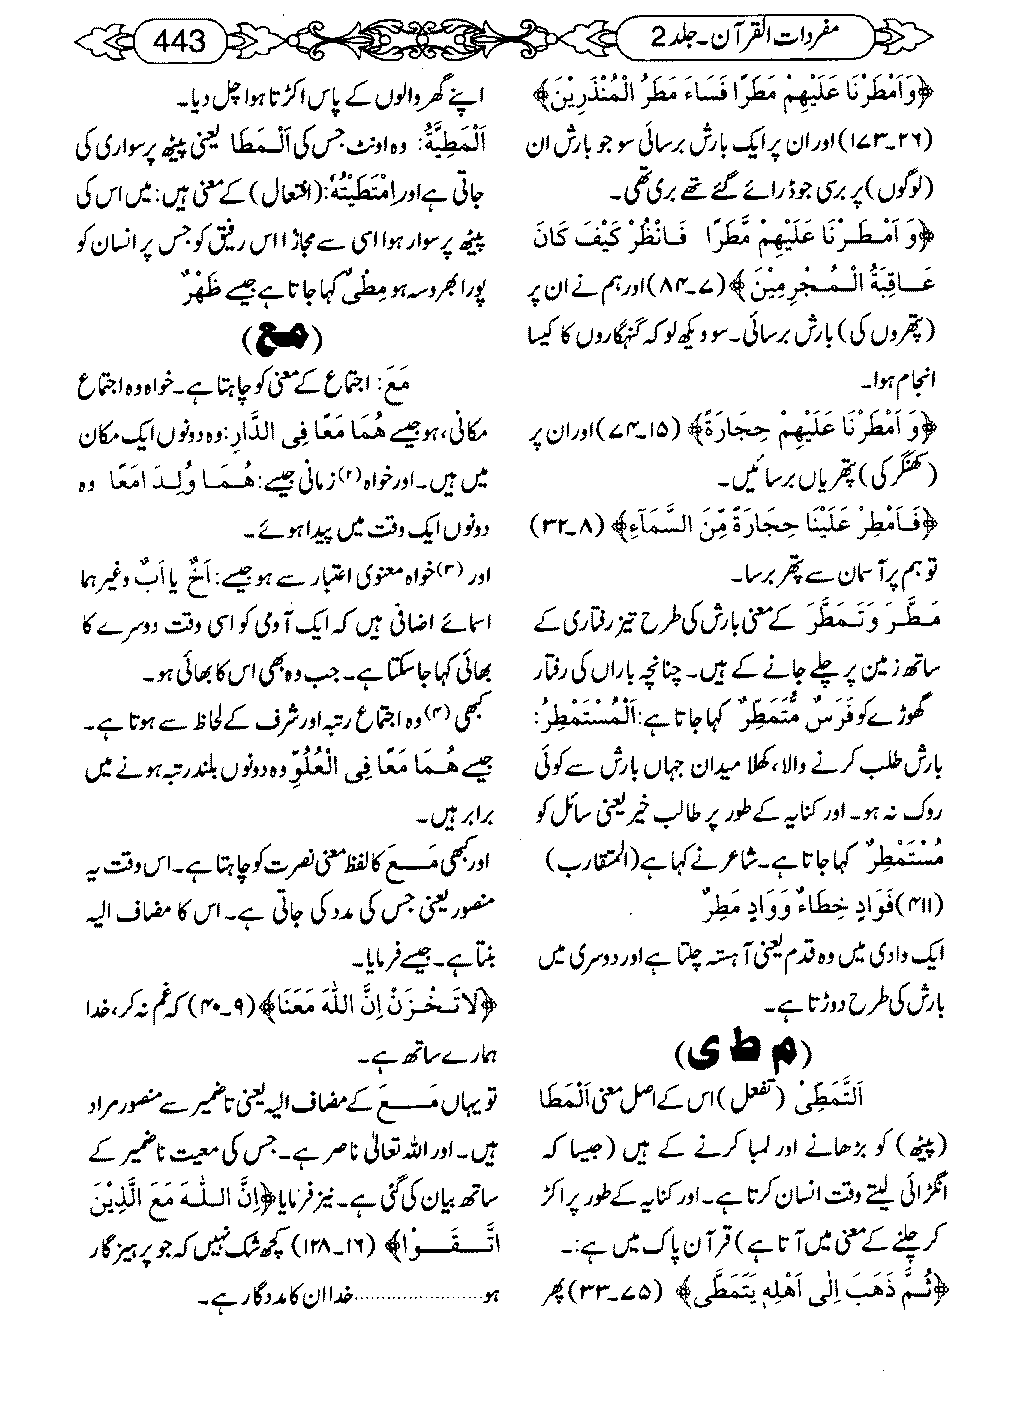 مفردات القرآن۔جلد 2
443
﴿وَاَمْطَرْنَا عَلَيْهِمْ مَطَرًا فَسَاءَ مَطَرُ الْمُنْذَرِيْنَ﴾
(۲۶۔۱۷۳) اور ان پر ایک بارش برسائی سو جو بارش ان
(لوگوں) پر برسی جو ڈرائے گئے تھے بری تھی۔
﴿وَ اَمْطَرْنَا عَلَيْهِمْ مَّطَرًا فَانْظُرْ كَيْفَ كَانَ
عَاقِبَةُ الْمُجْرِمِيْنَ﴾ (۷۔۸۴) اور ہم نے ان پر
(پتھروں کی) بارش برسائی۔ سو دیکھ لو کہ گنہگاروں کا کیسا
انجام ہوا۔
﴿وَ اَمْطَرْنَا عَلَيْهِمْ حِجَارَةً﴾ (۱۵۔۷۴) اور ان پر
(کھنگر کی) پتھریاں برسائیں۔
﴿فَاَمْطِرْ عَلَيْنَا حِجَارَةً مِّنَ السَّمَآءِ﴾ (۸۔۳۲)
تو ہم پر آسمان سے پتھر برسا۔
مَطَرَ وَتَمَطَّرَ کے معنی بارش کی طرح تیز رفتاری کے
ساتھ زمین پر چلے جانے کے ہیں۔ چنانچہ باراں کی رفتار
گھوڑے کو فَرَسٌ مُّتَمَطِّرٌ کہا جاتا ہے: اَلْمُسْتَمْطِرُ:
بارش طلب کرنے والا، کھلا میدان جہاں بارش سے کوئی
روک نہ ہو۔ اور کنایہ کے طور پر طالب خیر یعنی سائل کو
مُسْتَمْطِرٌ کہا جاتا ہے۔ شاعر نے کہا ہے (المتقارب)
(۴۱۱) فَوَادٍ خِطَاءٌ وَوَادٍ مَطِرٌ
ایک وادی میں وہ قدم یعنی آہستہ چلتا ہے اور دوسری میں
بارش کی طرح دوڑتا ہے۔
(م ط ی)
اَلتَّمَطِّیْ (تفعل) اس کے اصل معنی اَلْمَطَا
(پیٹھ) کو بڑھانے اور لمبا کرنے کے ہیں (جیسا کہ
انگڑائی لیتے وقت انسان کرتا ہے۔ اور کنایہ کے طور پر اکڑ
کر چلنے کے معنی میں آتا ہے) قرآن پاک میں ہے:۔
﴿ثُمَّ ذَهَبَ اِلٰى اَهْلِهٖ يَتَمَطّٰى﴾ (۷۵۔۳۳) پھر
اپنے گھر والوں کے پاس اکڑتا ہوا چل دیا۔
اَلْمَطِيَّةُ: وہ اونٹ جس کی اَلْمَطَا یعنی پیٹھ پر سواری کی
جاتی ہے اور اِمْتَطَيْتُهٗ: (افتعال) کے معنی ہیں: میں اس کی
پیٹھ پر سوار ہوا اسی سے مجازاً اس رفیق کو جس پر انسان کو
پورا بھروسہ ہو مِطْیٌ کہا جاتا ہے جیسے ظَهْرٌ
(مع)
مَعَ: اجتماع کے معنی کو چاہتا ہے۔ خواہ وہ اجتماع
مکانی، ہو جیسے هُمَا مَعًا فِی الدَّارِ: وہ دونوں ایک مکان
میں ہیں۔ اور خواہ (۲) زمانی جیسے: هُمَا وُلِدَ امَعًا وہ
دونوں ایک وقت میں پیدا ہوئے۔
اور (۳) خواہ معنوی اعتبار سے ہو جیسے: اَخٌ یا اَبٌ وغیرہما
اسمائے اضافی ہیں کہ ایک آدمی کو اسی وقت دوسرے کا
بھائی کہا جا سکتا ہے۔ جب وہ بھی اس کا بھائی ہو۔
کبھی (۴) وہ اجتماع رتبہ اور شرف کے لحاظ سے ہوتا ہے۔
جیسے هُمَا مَعًا فِی الْعُلُوِّ وہ دونوں بلند رتبہ ہونے میں
برابر ہیں۔
اور کبھی مَعَ کا لفظ معنی نصرت کو چاہتا ہے۔ اس وقت یہ
منصور یعنی جس کی مدد کی جاتی ہے۔ اس کا مضاف الیہ
بنتا ہے۔ جیسے فرمایا۔
﴿لَا تَحْزَنْ اِنَّ اللّٰهَ مَعَنَا﴾ (۹۔۴۰) کہ غم نہ کر، خدا
ہمارے ساتھ ہے۔
تو یہاں مَعَ کے مضاف الیہ یعنی نا ضمیر سے منصور مراد
ہیں۔ اور اللہ تعالیٰ ناصر ہے۔ جس کی معیت نا ضمیر کے
ساتھ بیان کی گئی ہے۔ نیز فرمایا ﴿اِنَّ اللّٰهَ مَعَ الَّذِيْنَ
اتَّقَوْا﴾ (۱۶۔۱۲۸) کچھ شک نہیں کہ جو پرہیز گار
ہو..................... خدا ان کا مددگار ہے۔